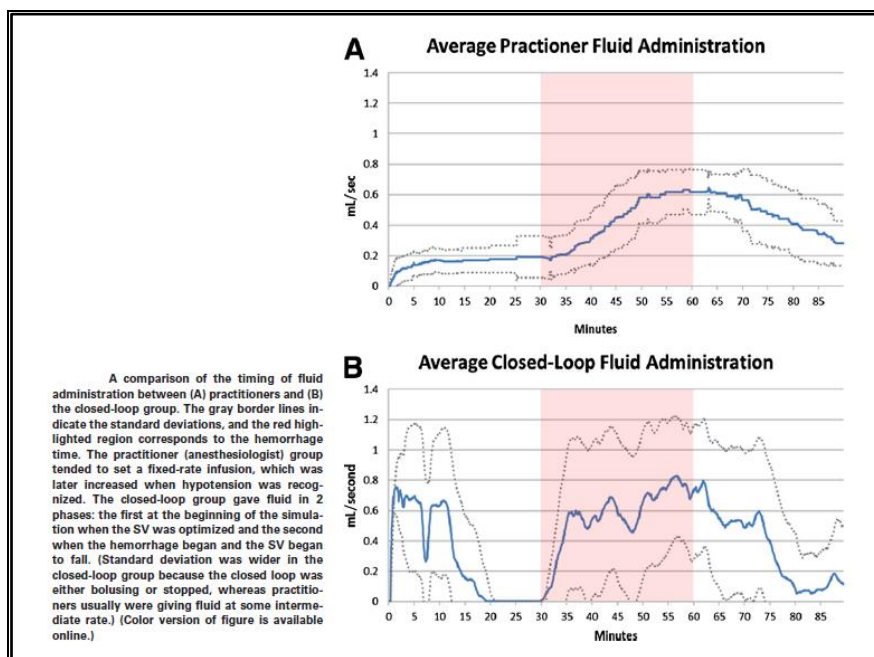 A
Average Practioner Fluid Administration
1.4
1.2
1
0.8
0.6
0.4
0.2
0
mL/sec
0 5 10 15 20 25 30 35 40 45 50 55 60 65 70 75 80 85
Minutes
A comparison of the timing of fluid
administration between (A) practitioners and (B)
the closed-loop group. The gray border lines in-
dicate the standard deviations, and the red high-
lighted region corresponds to the hemorrhage
time. The practitioner (anesthesiologist) group
tended to set a fixed-rate infusion, which was
later increased when hypotension was recog-
nized. The closed-loop group gave fluid in 2
phases: the first at the beginning of the simula-
tion when the SV was optimized and the second
when the hemorrhage began and the SV began
to fall. (Standard deviation was wider in the
closed-loop group because the closed loop was
either bolusing or stopped, whereas practitio-
ners usually were giving fluid at some interme-
diate rate.) (Color version of figure is available
online.)
B
Average Closed-Loop Fluid Administration
1.4
1.2
1
0.8
0.6
0.4
0.2
0
mL/second
0 5 10 15 20 25 30 35 40 45 50 55 60 65 70 75 80 85
Minutes